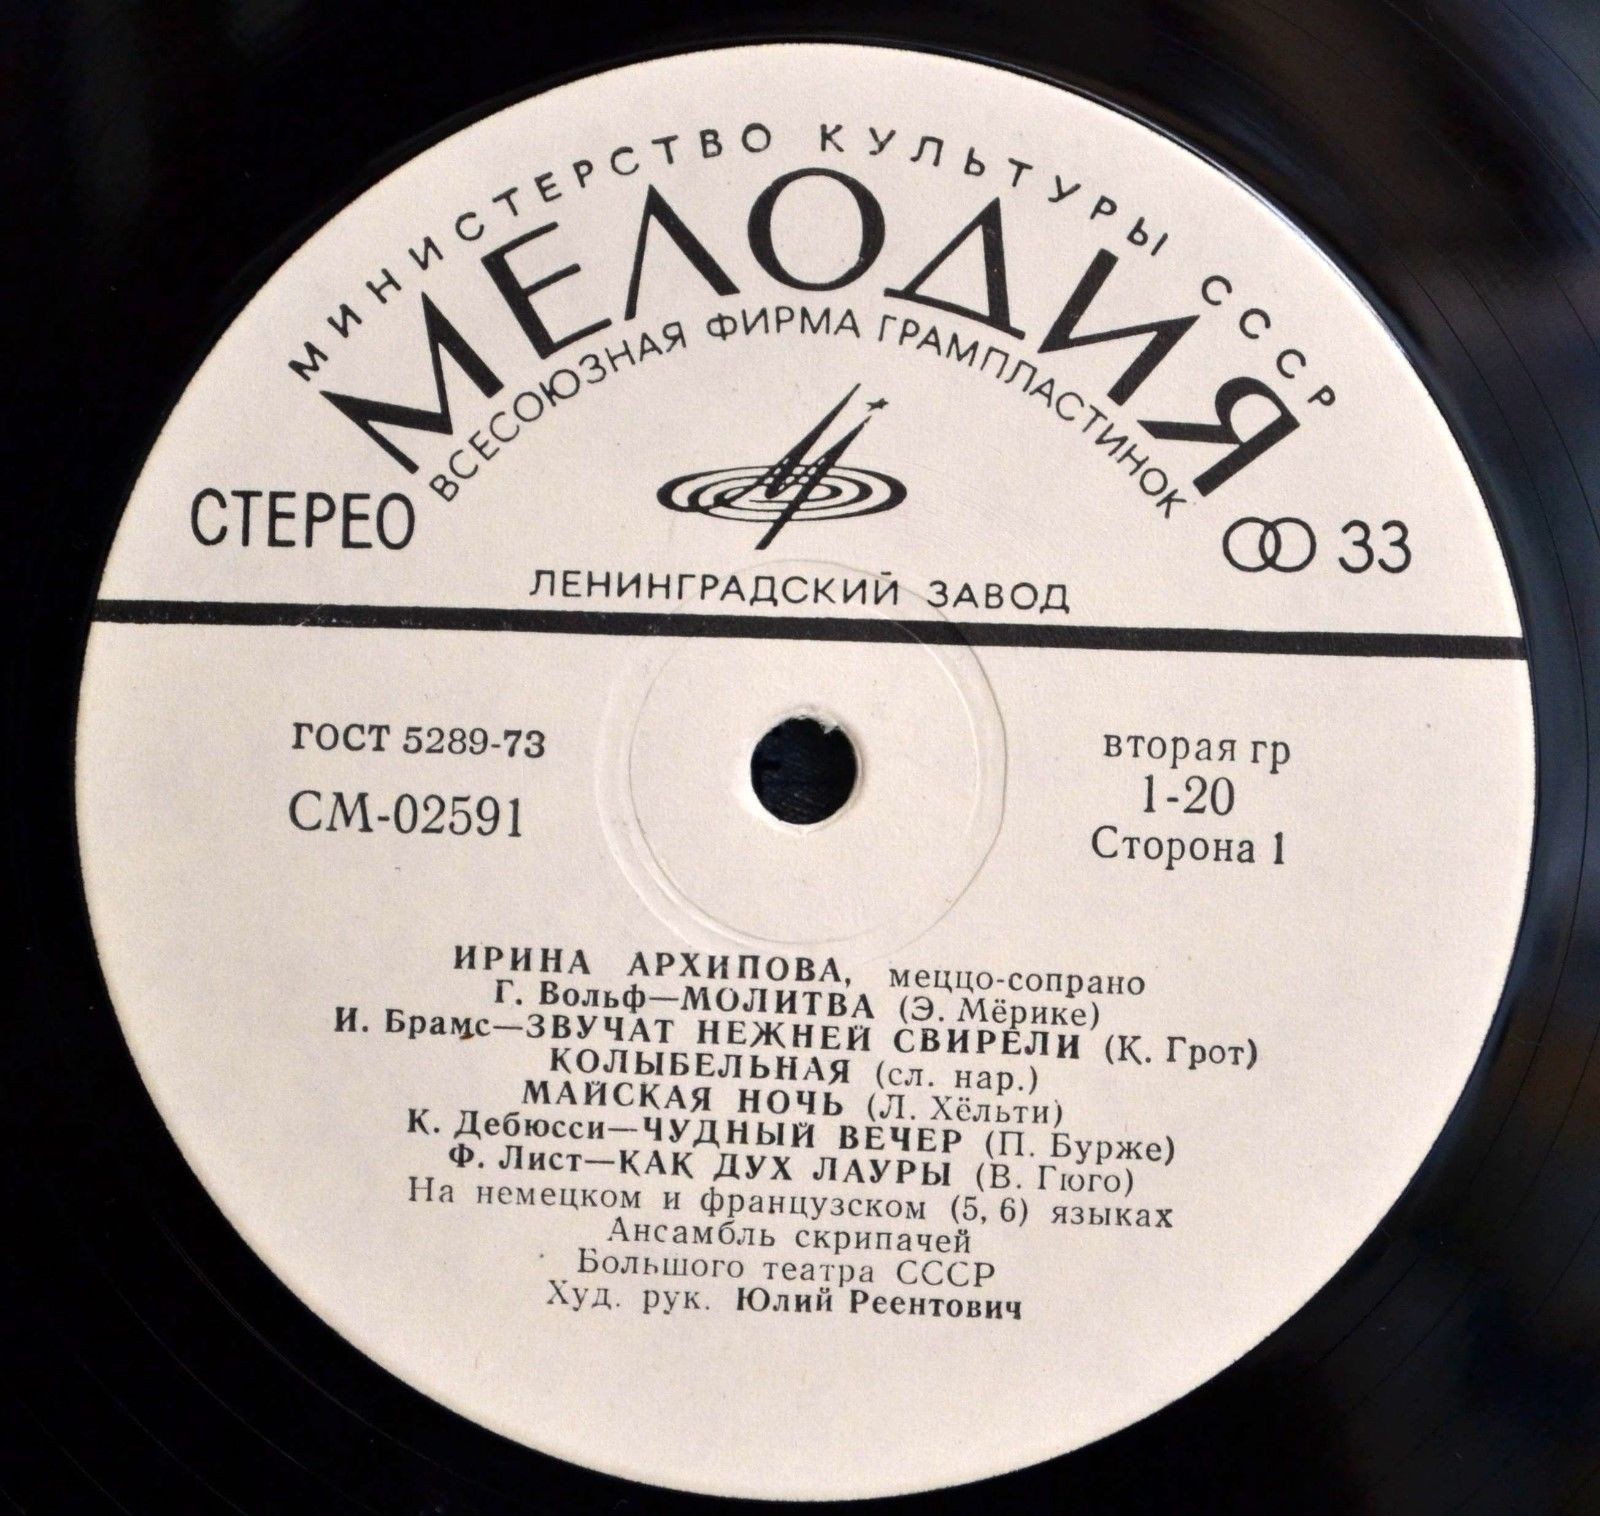 МИНИСТЕРСТВО КУЛЬТУРЫ СССР
МЕЛОДИЯ
ВСЕСОЮЗНАЯ ФИРМА ГРАМПЛАСТИНОК
СТЕРЕО
33
ЛЕНИНГРАДСКИЙ ЗАВОД
ГОСТ 5289-73
СМ-02591
вторая гр
1-20
Сторона 1
ИРИНА АРХИПОВА, меццо-сопрано
Г. Вольф—МОЛИТВА (Э. Мёрике)
И. Брамс—ЗВУЧАТ НЕЖНЕЙ СВИРЕЛИ (К. Грот)
КОЛЫБЕЛЬНАЯ (сл. нар.)
МАЙСКАЯ НОЧЬ (Л. Хёльти)
К. Дебюсси—ЧУДНЫЙ ВЕЧЕР (П. Бурже)
Ф. Лист—КАК ДУХ ЛАУРЫ (В. Гюго)
На немецком и французском (5, 6) языках
Ансамбль скрипачей
Большого театра СССР
Худ. рук. Юлий Реентович